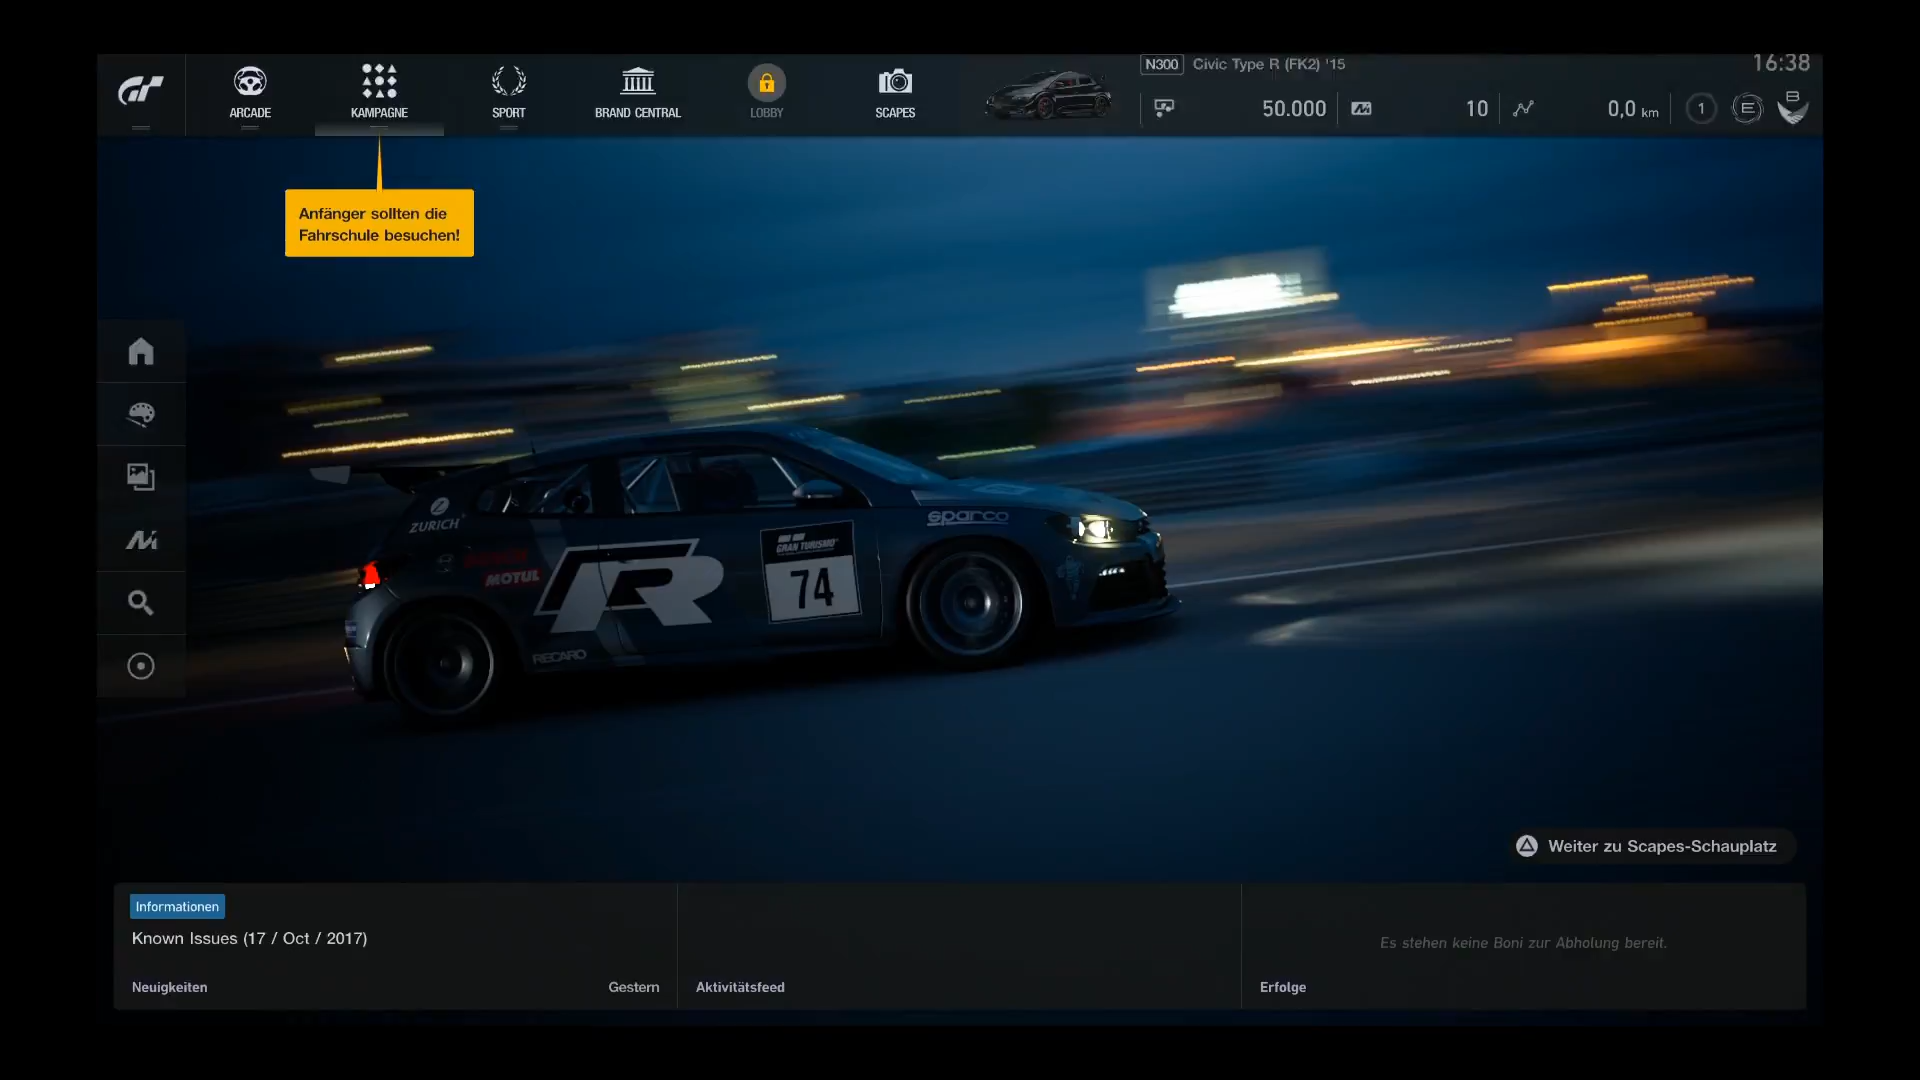 N300 Civic Type R (FK2) '15
16:38
ARCADE
KAMPAGNE
SPORT
BRAND CENTRAL
LOBBY
SCAPES
50.000
10
0,0 km
1
E
B
Anfänger sollten die
Fahrschule besuchen!
ZURICH
sparco
MOTUL
R
GRAN TURISMO
74
RECARO
Weiter zu Scapes-Schauplatz
Informationen
Known Issues (17 / Oct / 2017)
Es stehen keine Boni zur Abholung bereit.
Neuigkeiten
Gestern
Aktivitätsfeed
Erfolge